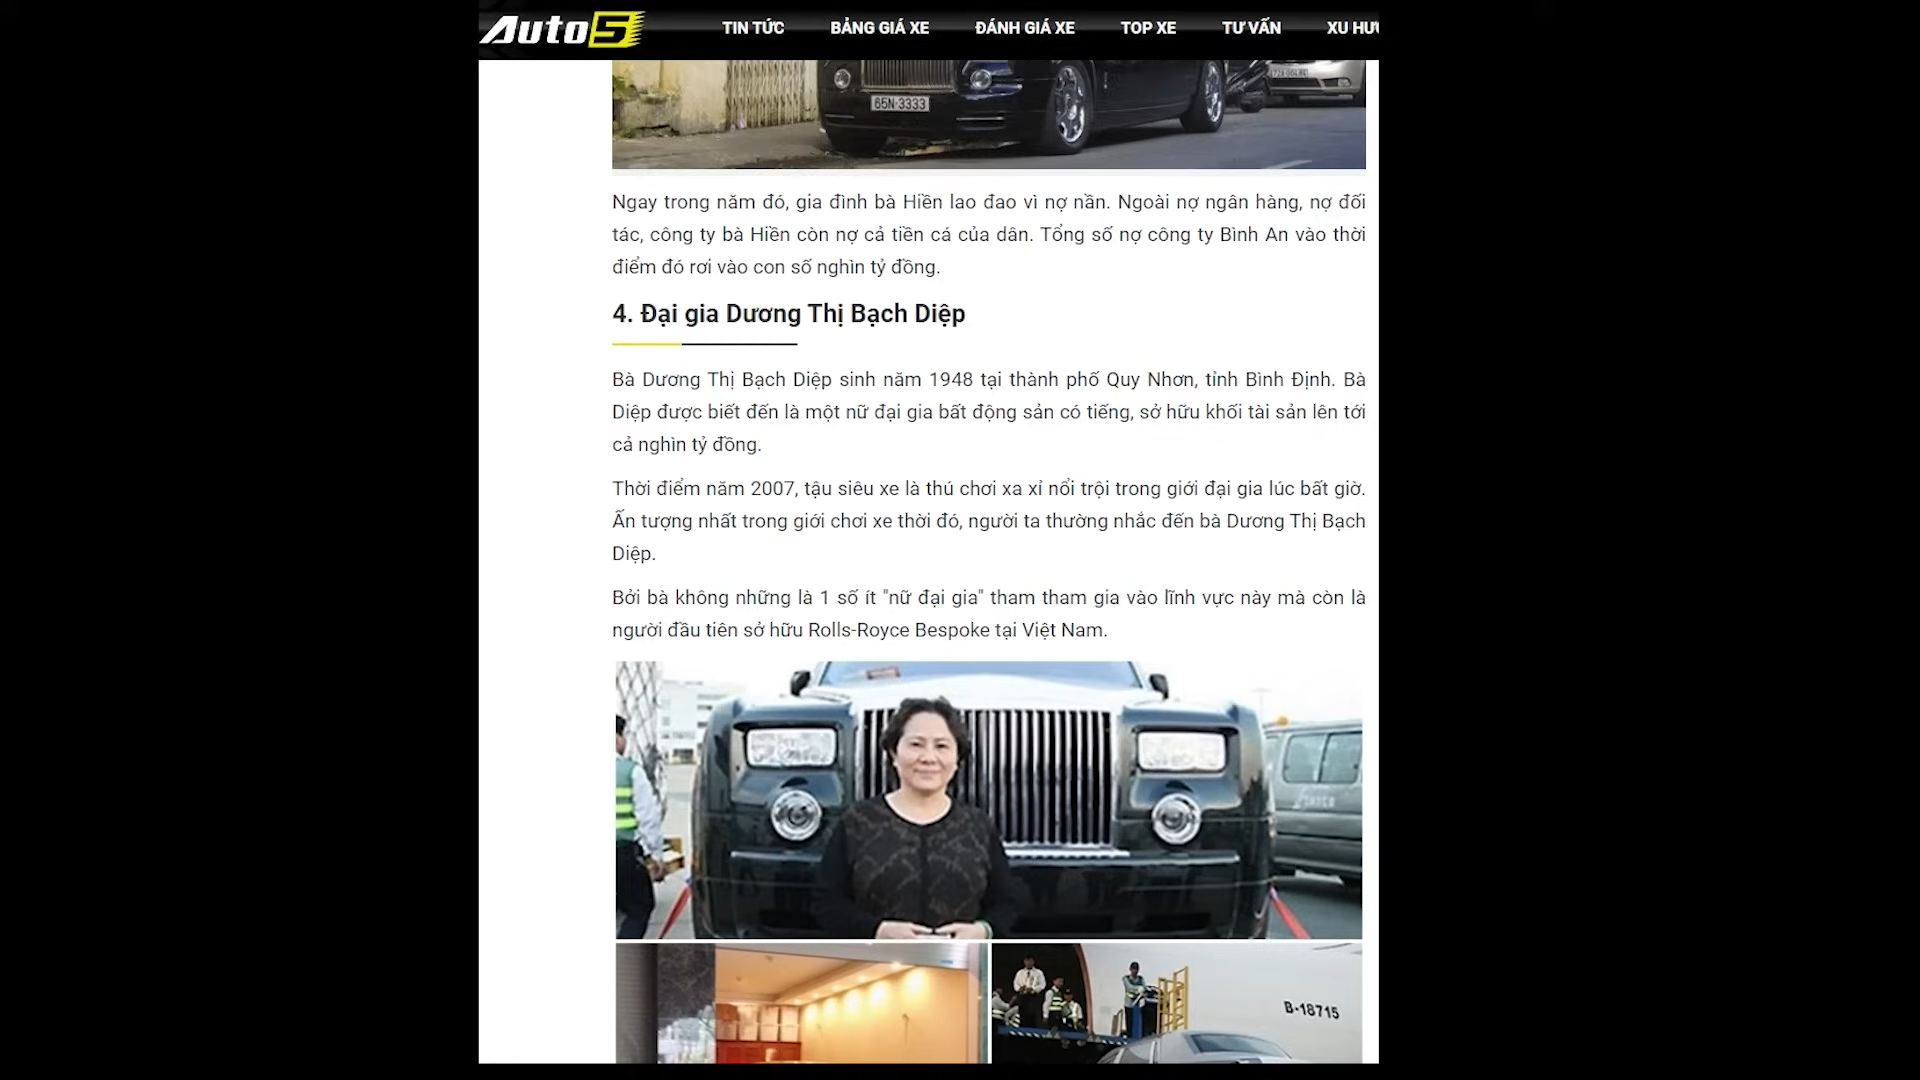 Auto5
TIN TỨC
BẢNG GIÁ XE
ĐÁNH GIÁ XE
TOP XE
TƯ VẤN
XU HƯ
65N-3333
Ngay trong năm đó, gia đình bà Hiền lao đao vì nợ nần. Ngoài nợ ngân hàng, nợ đối
tác, công ty bà Hiền còn nợ cả tiền cá của dân. Tổng số nợ công ty Bình An vào thời
điểm đó rơi vào con số nghìn tỷ đồng.
4. Đại gia Dương Thị Bạch Diệp
Bà Dương Thị Bạch Diệp sinh năm 1948 tại thành phố Quy Nhơn, tỉnh Bình Định. Bà
Diệp được biết đến là một nữ đại gia bất động sản có tiếng, sở hữu khối tài sản lên tới
cả nghìn tỷ đồng.
Thời điểm năm 2007, tậu siêu xe là thú chơi xa xỉ nổi trội trong giới đại gia lúc bất giờ.
Ấn tượng nhất trong giới chơi xe thời đó, người ta thường nhắc đến bà Dương Thị Bạch
Diệp.
Bởi bà không những là 1 số ít "nữ đại gia" tham tham gia vào lĩnh vực này mà còn là
người đầu tiên sở hữu Rolls-Royce Bespoke tại Việt Nam.
B-18715